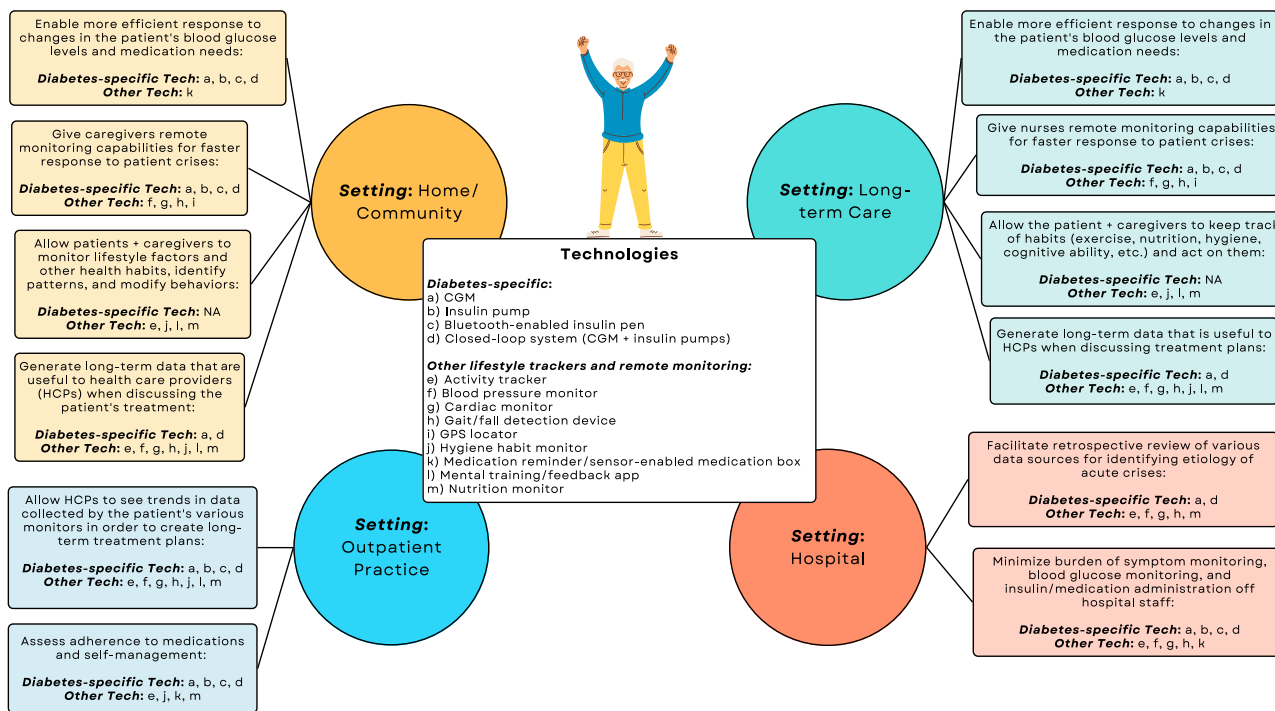 Enable more efficient response to
changes in the patient's blood glucose
levels and medication needs:
Diabetes-specific Tech: a, b, c, d
Other Tech: k
Give caregivers remote
monitoring capabilities for faster
response to patient crises:
Diabetes-specific Tech: a, b, c, d
Other Tech: f, g, h, i
Allow patients + caregivers to
monitor lifestyle factors and
other health habits, identify
patterns, and modify behaviors:
Diabetes-specific Tech: NA
Other Tech: e, j, l, m
Generate long-term data that are
useful to health care providers
(HCPs) when discussing the
patient's treatment:
Diabetes-specific Tech: a, d
Other Tech: e, f, g, h, j, l, m
Setting: Home/
Community
Allow HCPs to see trends in data
collected by the patient's various
monitors in order to create long-
term treatment plans:
Diabetes-specific Tech: a, b, c, d
Other Tech: e, f, g, h, j, l, m
Assess adherence to medications
and self-management:
Diabetes-specific Tech: a, b, c, d
Other Tech: e, j, k, m
Setting:
Outpatient
Practice
Technologies
Diabetes-specific:
a) CGM
b) Insulin pump
c) Bluetooth-enabled insulin pen
d) Closed-loop system (CGM + insulin pumps)
Other lifestyle trackers and remote monitoring:
e) Activity tracker
f) Blood pressure monitor
g) Cardiac monitor
h) Gait/fall detection device
i) GPS locator
j) Hygiene habit monitor
k) Medication reminder/sensor-enabled medication box
l) Mental training/feedback app
m) Nutrition monitor
Setting: Long-
term Care
Enable more efficient response to changes in
the patient's blood glucose levels and
medication needs:
Diabetes-specific Tech: a, b, c, d
Other Tech: k
Give nurses remote monitoring capabilities
for faster response to patient crises:
Diabetes-specific Tech: a, b, c, d
Other Tech: f, g, h, i
Allow the patient + caregivers to keep track
of habits (exercise, nutrition, hygiene,
cognitive ability, etc.) and act on them:
Diabetes-specific Tech: NA
Other Tech: e, j, l, m
Generate long-term data that is useful to
HCPs when discussing treatment plans:
Diabetes-specific Tech: a, d
Other Tech: e, f, g, h, j, l, m
Setting:
Hospital
Facilitate retrospective review of various
data sources for identifying etiology of
acute crises:
Diabetes-specific Tech: a, d
Other Tech: e, f, g, h, m
Minimize burden of symptom monitoring,
blood glucose monitoring, and
insulin/medication administration off
hospital staff:
Diabetes-specific Tech: a, b, c, d
Other Tech: e, f, g, h, k